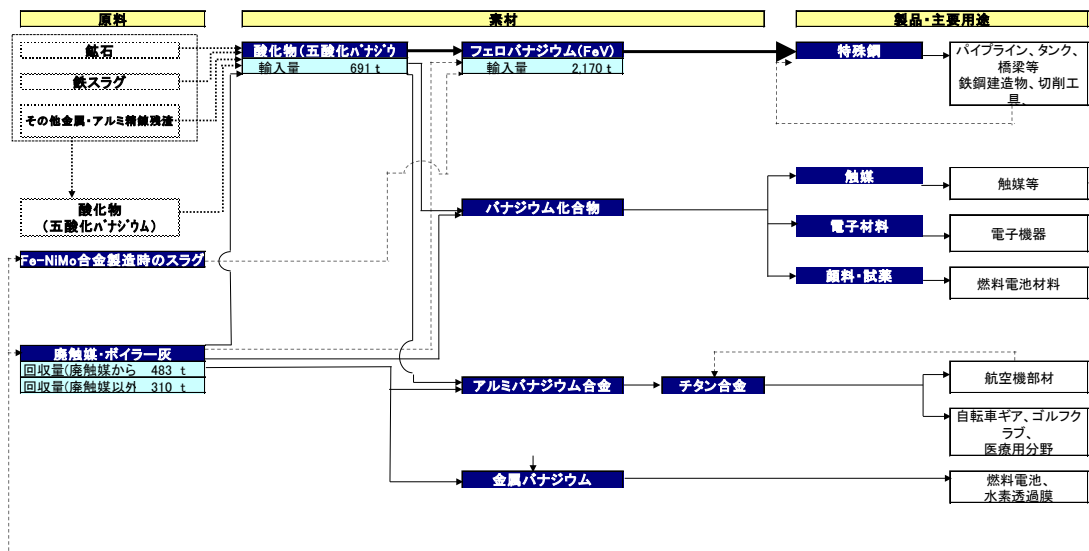 原料
素材
製品・主要用途
鉱石
鉄スラグ
その他金属・アルミ精錬残渣
酸化物
(五酸化バナジウム)
Fe-NiMo合金製造時のスラグ
廃触媒・ボイラー灰
回収量(廃触媒から 483 t
回収量(廃触媒以外 310 t
酸化物(五酸化バナジウ
輸入量 691 t
フェロバナジウム(FeV)
輸入量 2,170 t
バナジウム化合物
アルミバナジウム合金
チタン合金
金属バナジウム
特殊鋼
パイプライン、タンク、
橋梁等
鉄鋼建造物、切削工
具、
触媒
触媒等
電子材料
電子機器
顔料・試薬
燃料電池材料
航空機部材
自転車ギア、ゴルフク
ラブ、
医療用分野
燃料電池、
水素透過膜